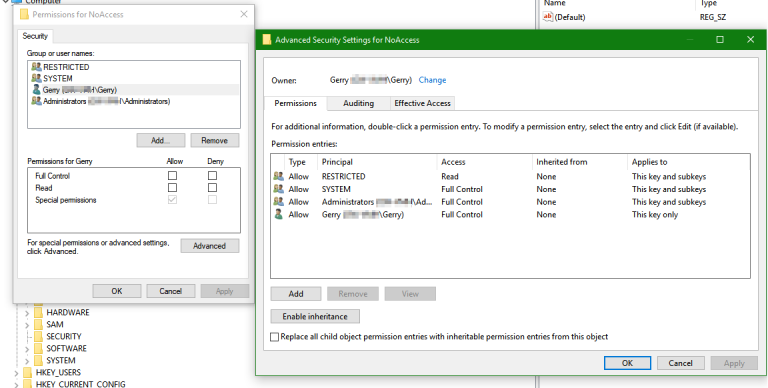 Computer
Permissions for NoAccess
Security
Group or user names:
RESTRICTED
SYSTEM
Gerry (\Gerry)
Administrators (\Administrators)
Add...
Remove
Permissions for Gerry
Allow
Deny
Full Control
Read
Special permissions
For special permissions or advanced settings,
click Advanced.
Advanced
OK
Cancel
Apply
HARDWARE
SAM
SECURITY
SOFTWARE
SYSTEM
HKEY_USERS
HKEY_CURRENT_CONFIG
Name
Type
ab (Default)
REG_SZ
Advanced Security Settings for NoAccess
Owner:
Gerry (\Gerry)
Change
Permissions
Auditing
Effective Access
For additional information, double-click a permission entry. To modify a permission entry, select the entry and click Edit (if available).
Permission entries:
Type Principal Access Inherited from Applies to
Allow RESTRICTED Read None This key and subkeys
Allow SYSTEM Full Control None This key and subkeys
Allow Administrators (\Ad... Full Control None This key and subkeys
Allow Gerry (\Gerry) Full Control None This key only
Add
Remove
View
Enable inheritance
Replace all child object permission entries with inheritable permission entries from this object
OK
Cancel
Apply